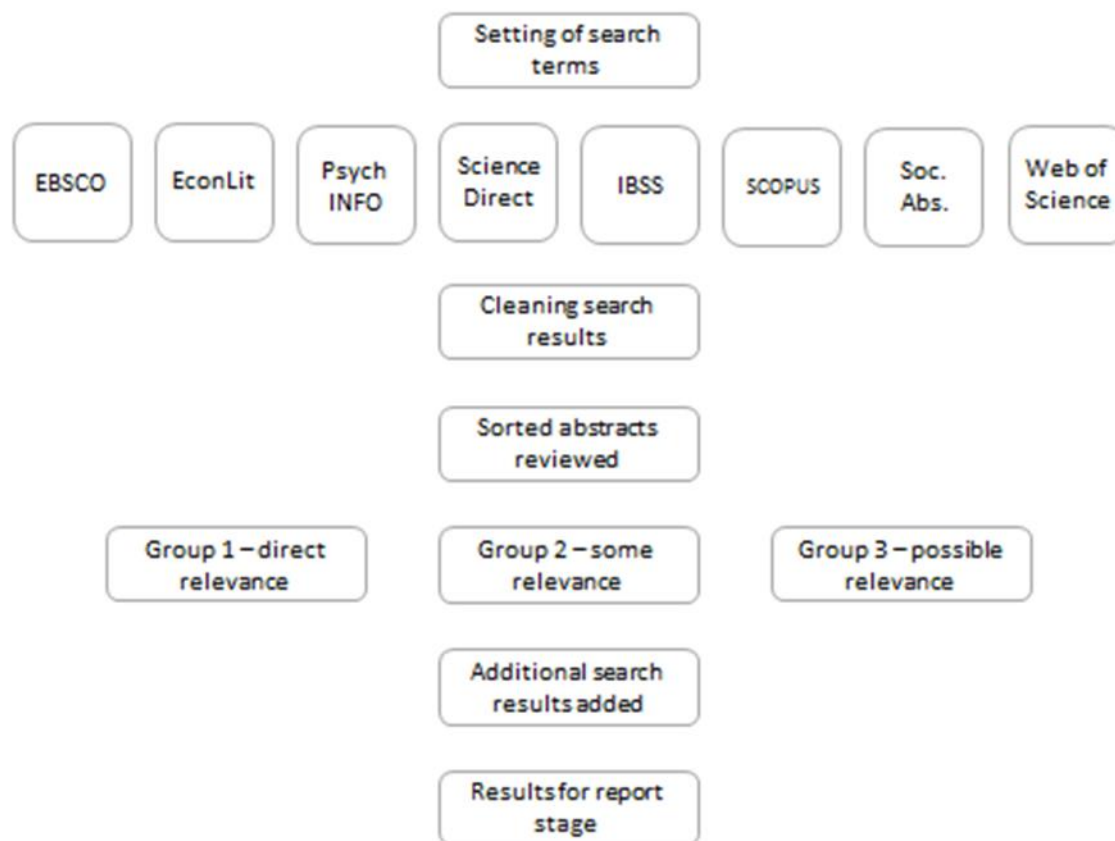 Setting of search
terms
EBSCO
EconLit
Psych
INFO
Science
Direct
IBSS
SCOPUS
Soc.
Abs.
Web of
Science
Cleaning search
results
Sorted abstracts
reviewed
Group 1 – direct
relevance
Group 2 – some
relevance
Group 3 – possible
relevance
Additional search
results added
Results for report
stage